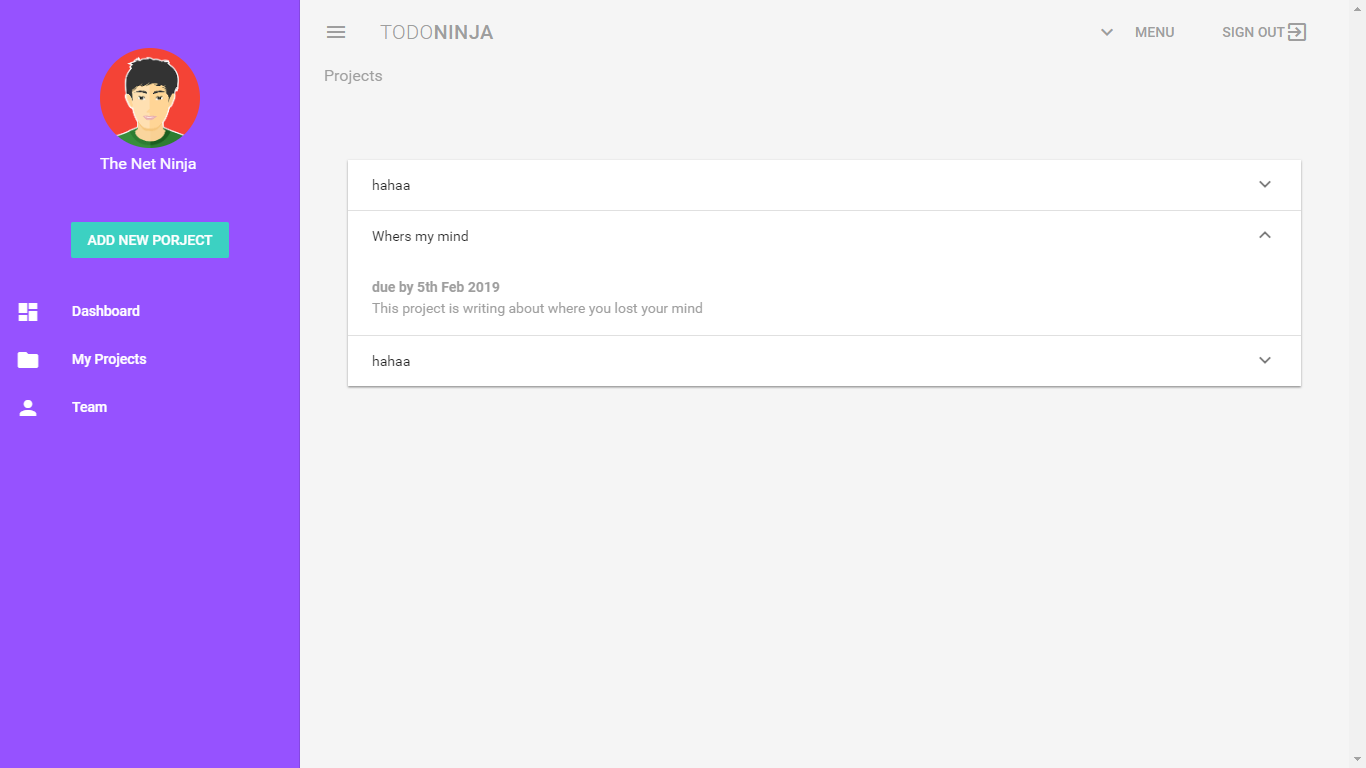 The Net Ninja
ADD NEW PORJECT
Dashboard
My Projects
Team
TODONINJA
MENU
SIGN OUT
Projects
hahaa
Whers my mind
due by 5th Feb 2019
This project is writing about where you lost your mind
hahaa